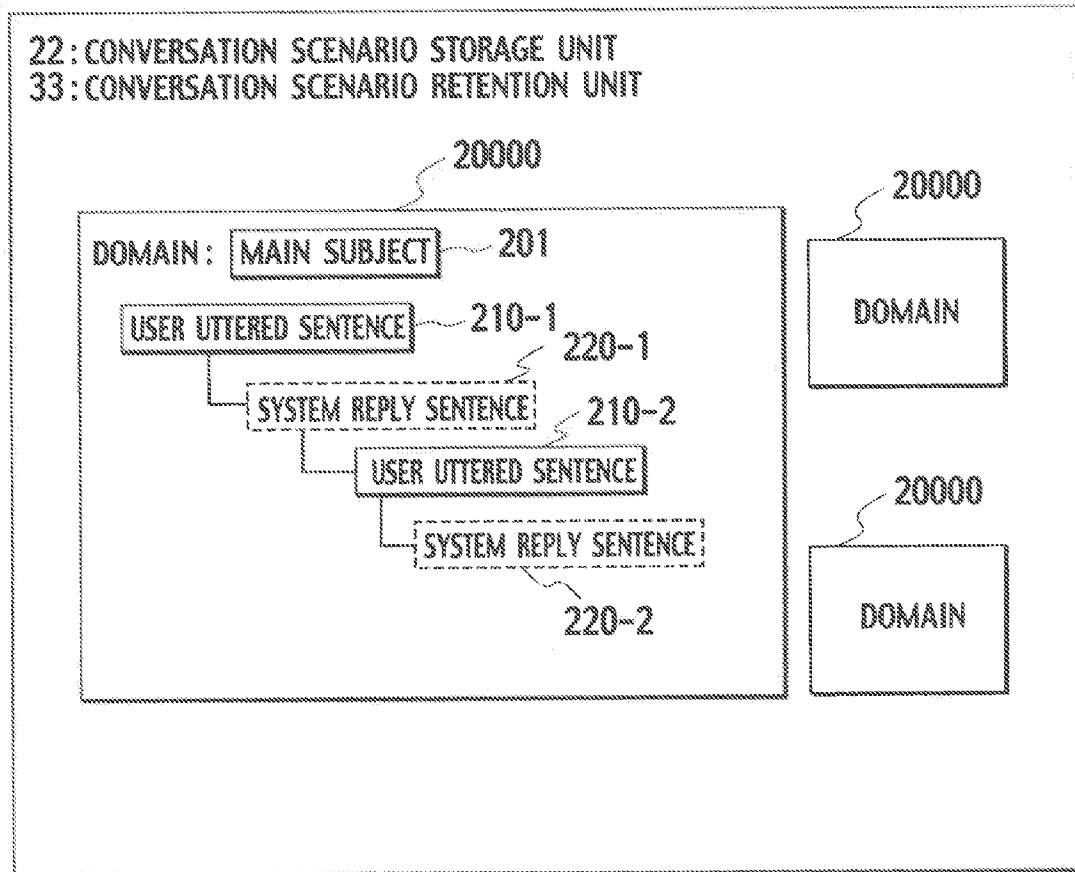 22:CONVERSATION SCENARIO STORAGE UNIT
33:CONVERSATION SCENARIO RETENTION UNIT
20000
DOMAIN: MAIN SUBJECT 201
USER UTTERED SENTENCE 210-1
220-1
SYSTEM REPLY SENTENCE
210-2
USER UTTERED SENTENCE
SYSTEM REPLY SENTENCE
220-2
20000
DOMAIN
20000
DOMAIN